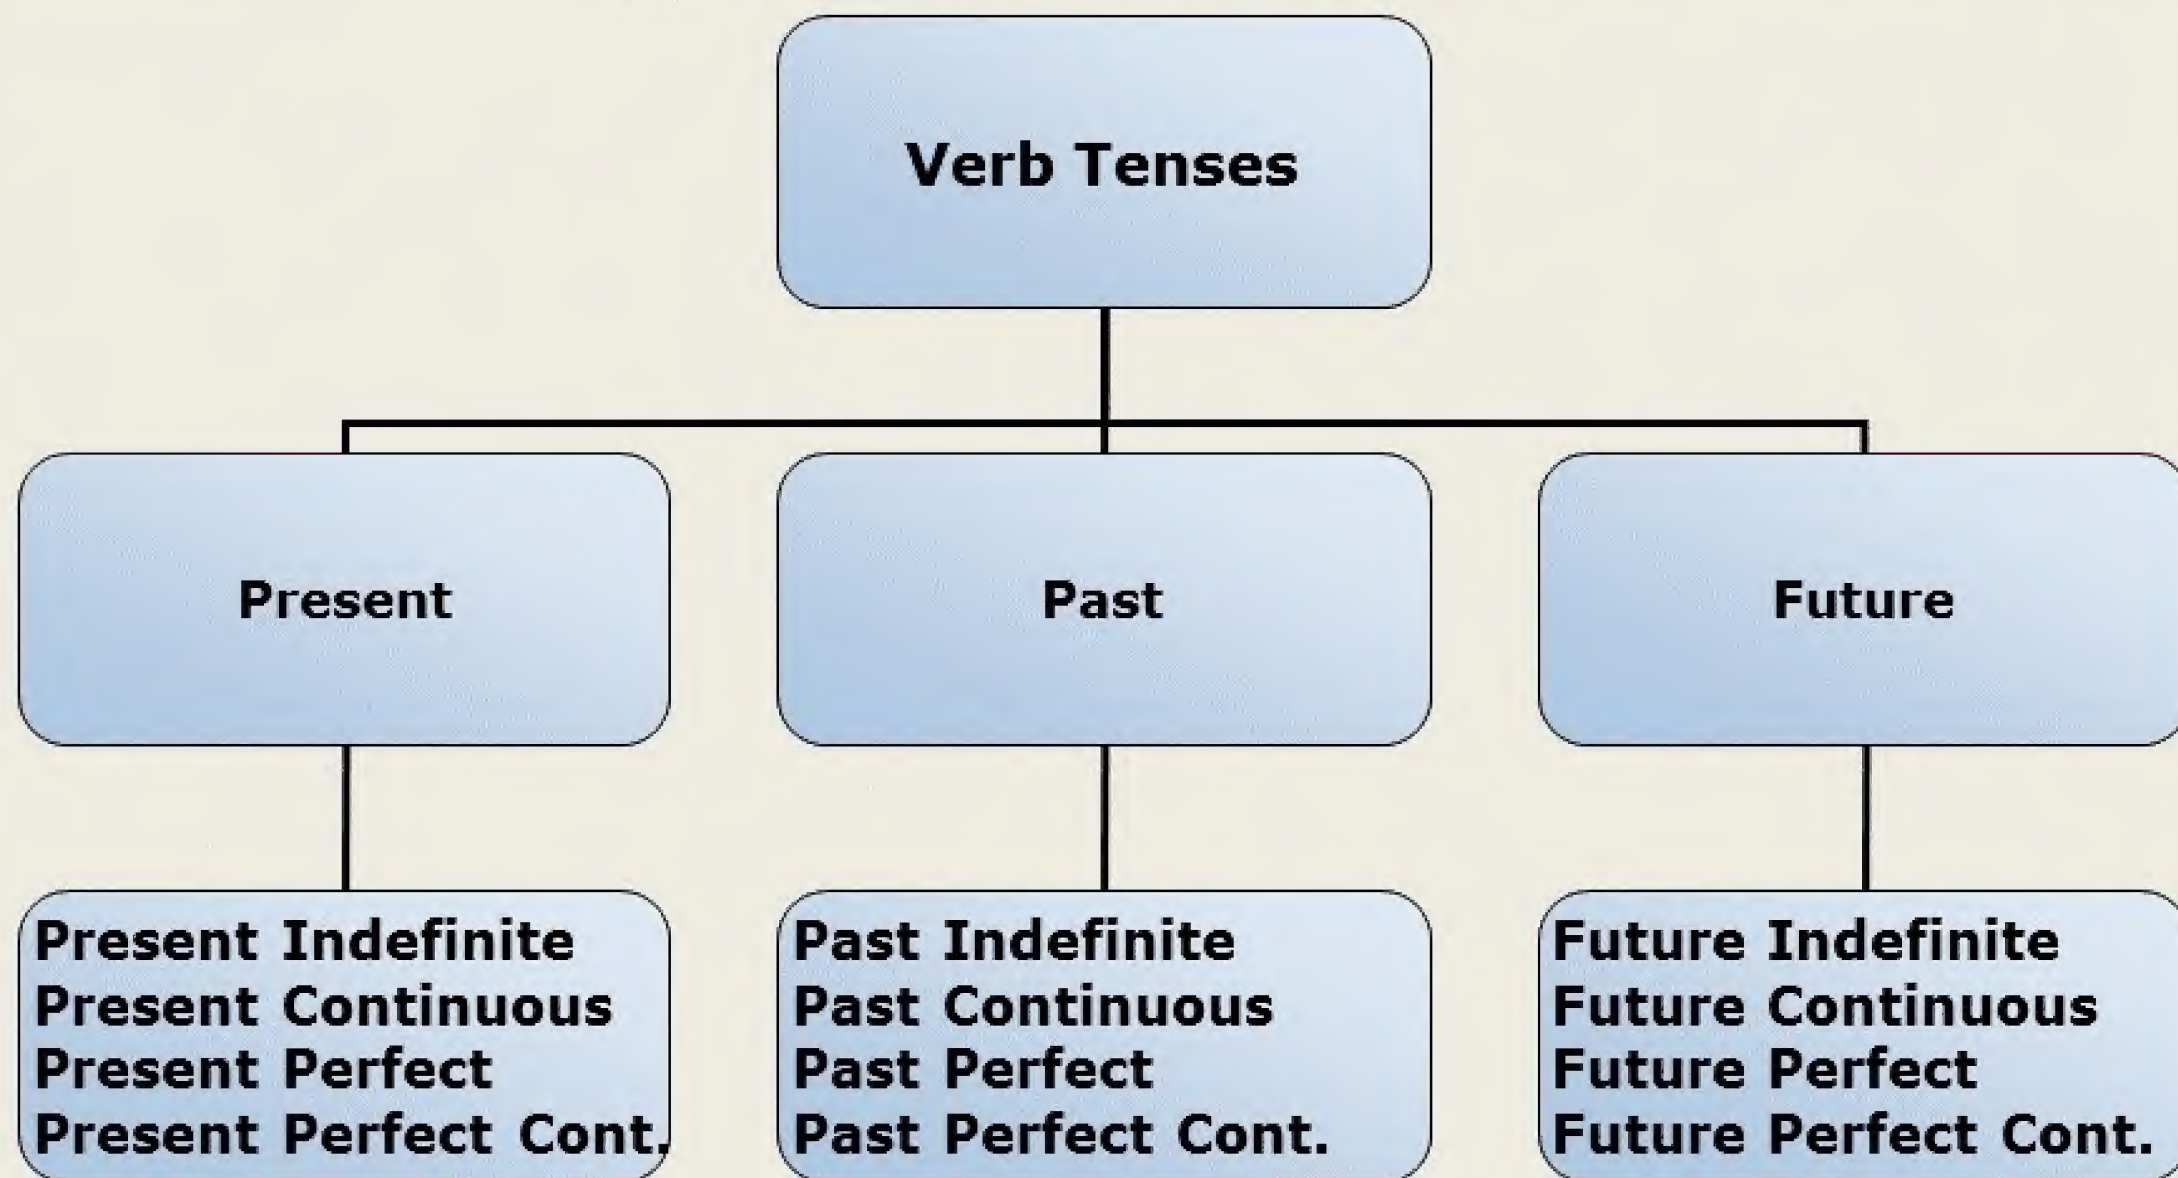 Verb Tenses
Present
Past
Future
Present Indefinite
Present Continuous
Present Perfect
Present Perfect Cont.
Past Indefinite
Past Continuous
Past Perfect
Past Perfect Cont.
Future Indefinite
Future Continuous
Future Perfect
Future Perfect Cont.